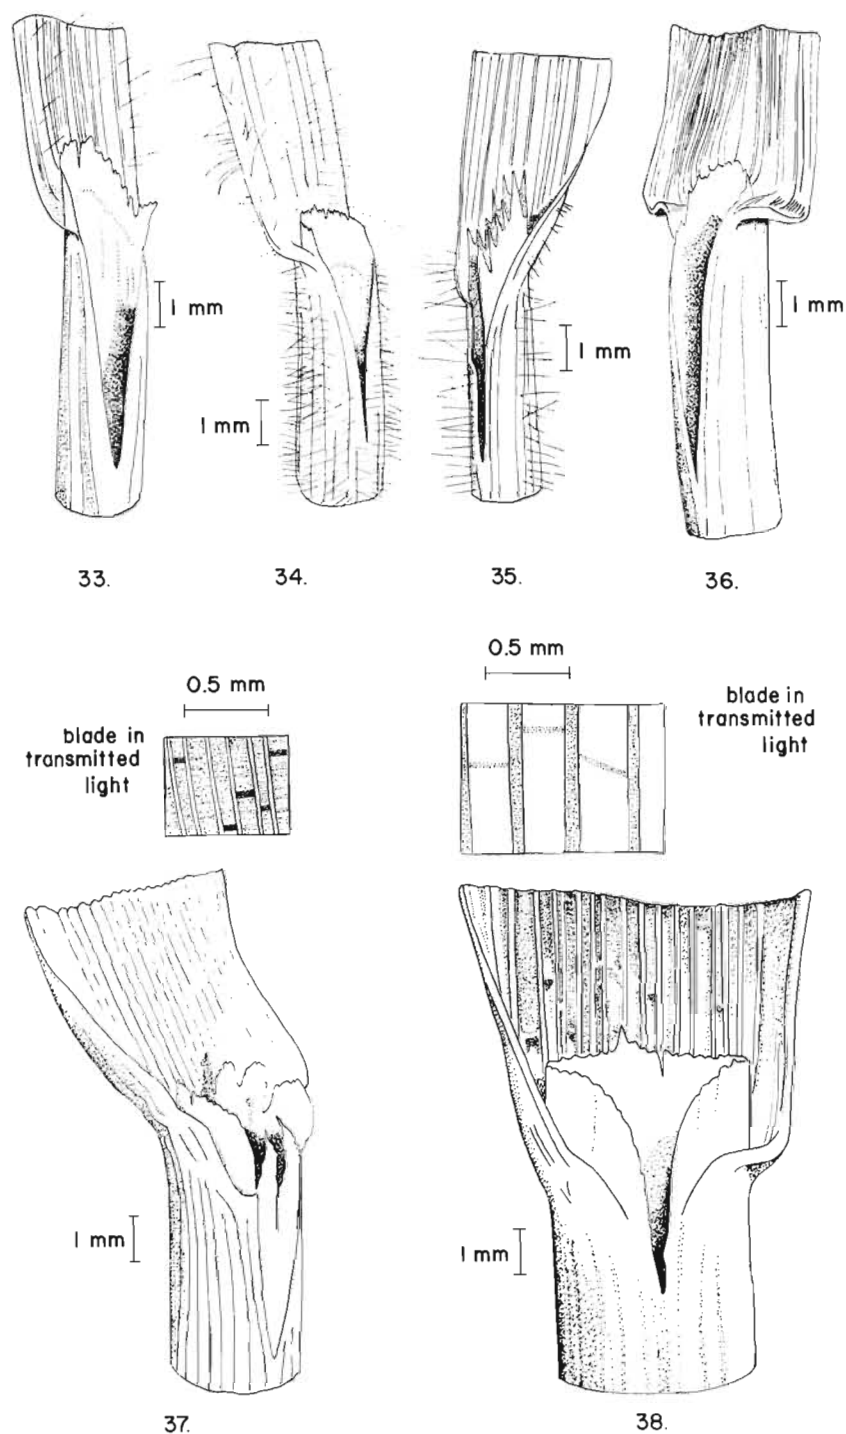 1 mm
1 mm
1 mm
1 mm
33.
34.
35.
36.
0.5 mm
blade in
transmitted
light
0.5 mm
blade in
transmitted
light
1 mm
1 mm
37.
38.